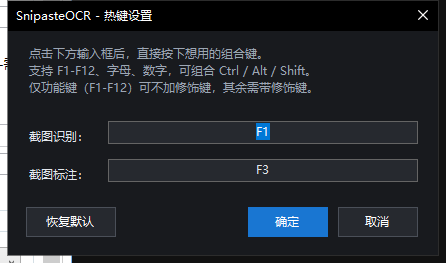 SnipasteOCR - 热键设置
点击下方输入框后，直接按下想用的组合键。
支持 F1-F12、字母、数字，可组合 Ctrl / Alt / Shift。
仅功能键（F1-F12）可不加修饰键，其余需带修饰键。
截图识别： F1
截图标注： F3
恢复默认 确定 取消